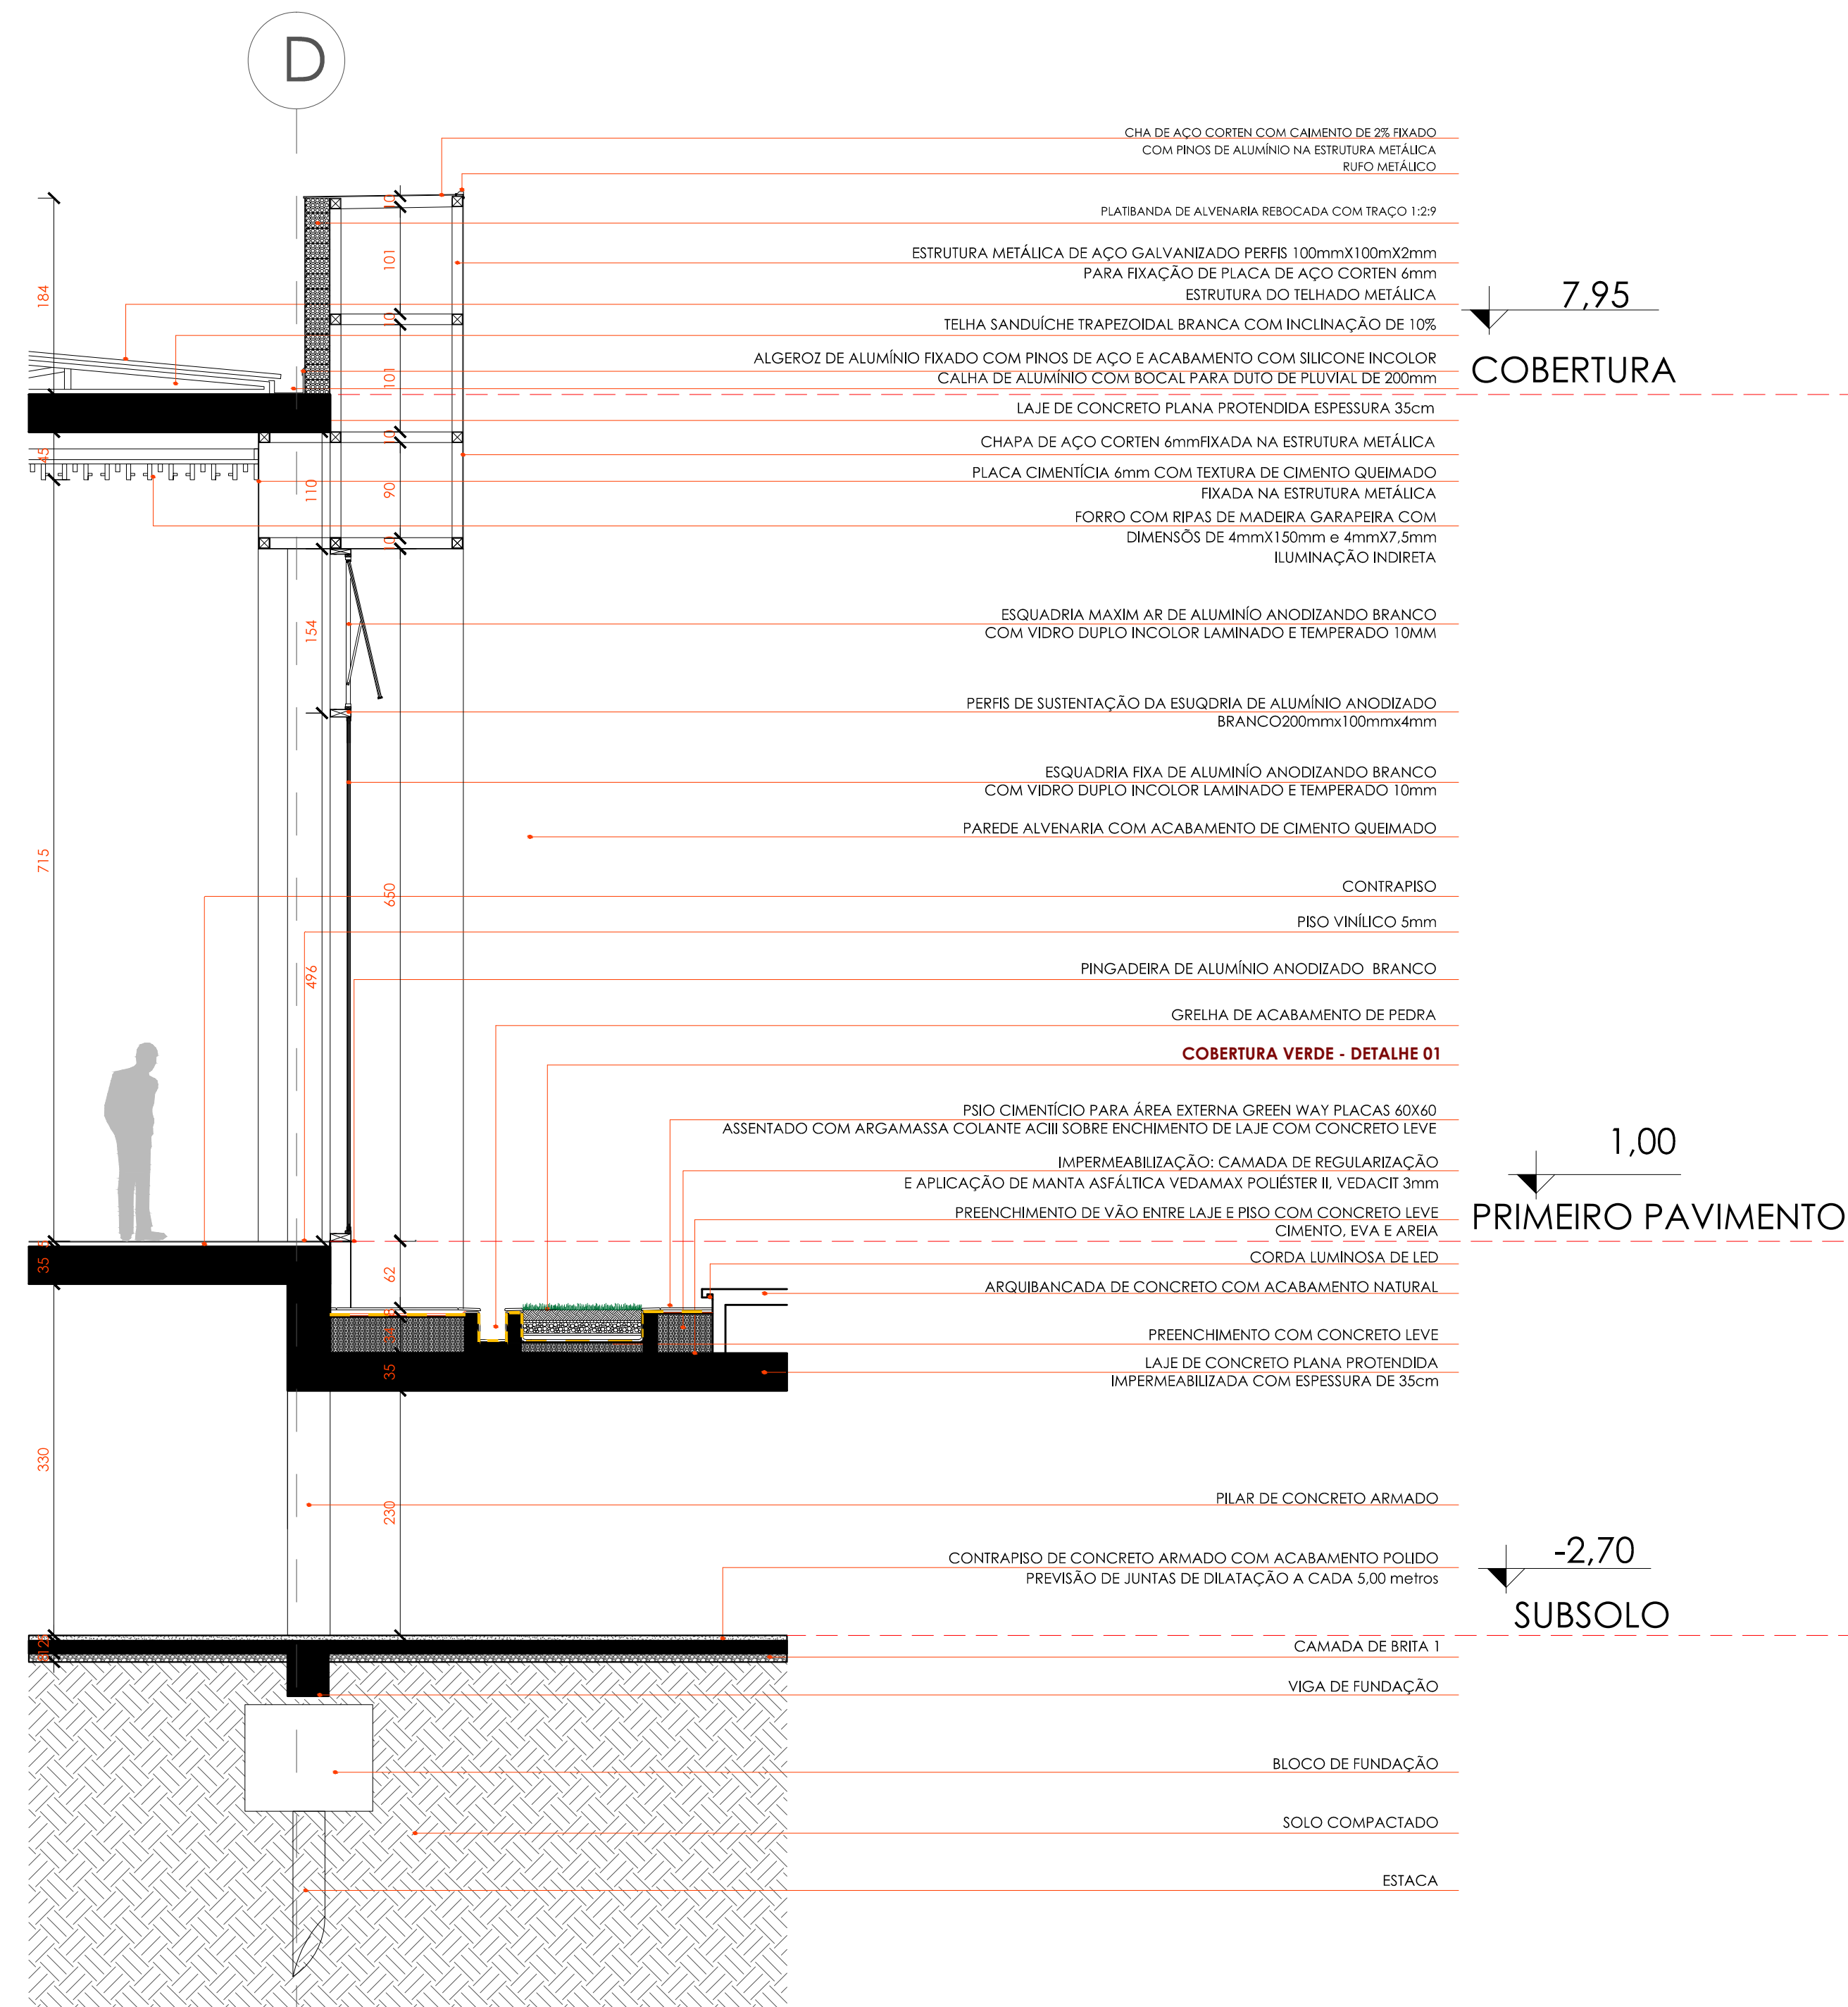 D
CHA DE AÇO CORTEN COM CAIMENTO DE 2% FIXADO
COM PINOS DE ALUMÍNIO NA ESTRUTURA METÁLICA
RUFO METÁLICO
PLATIBANDA DE ALVENARIA REBOCADA COM TRAÇO 1:2:9
ESTRUTURA METÁLICA DE AÇO GALVANIZADO PERFIS 100mmX100mX2mm
PARA FIXAÇÃO DE PLACA DE AÇO CORTEN 6mm
ESTRUTURA DO TELHADO METÁLICA
TELHA SANDUÍCHE TRAPEZOIDAL BRANCA COM INCLINAÇÃO DE 10%
ALGEROZ DE ALUMÍNIO FIXADO COM PINOS DE AÇO E ACABAMENTO COM SILICONE INCOLOR
CALHA DE ALUMÍNIO COM BOCAL PARA DUTO DE PLUVIAL DE 200mm
LAJE DE CONCRETO PLANA PROTENDIDA ESPESSURA 35cm
CHAPA DE AÇO CORTEN 6mmFIXADA NA ESTRUTURA METÁLICA
PLACA CIMENTÍCIA 6mm COM TEXTURA DE CIMENTO QUEIMADO
FIXADA NA ESTRUTURA METÁLICA
FORRO COM RIPAS DE MADEIRA GARAPEIRA COM
DIMENSÕS DE 4mmX150mm e 4mmX7,5mm
ILUMINAÇÃO INDIRETA
ESQUADRIA MAXIM AR DE ALUMINÍO ANODIZANDO BRANCO
COM VIDRO DUPLO INCOLOR LAMINADO E TEMPERADO 10MM
PERFIS DE SUSTENTAÇÃO DA ESUQDRIA DE ALUMÍNIO ANODIZADO
BRANCO200mmx100mmx4mm
ESQUADRIA FIXA DE ALUMINÍO ANODIZANDO BRANCO
COM VIDRO DUPLO INCOLOR LAMINADO E TEMPERADO 10mm
PAREDE ALVENARIA COM ACABAMENTO DE CIMENTO QUEIMADO
CONTRAPISO
PISO VINÍLICO 5mm
PINGADEIRA DE ALUMÍNIO ANODIZADO BRANCO
GRELHA DE ACABAMENTO DE PEDRA
COBERTURA VERDE - DETALHE 01
PSIO CIMENTÍCIO PARA ÁREA EXTERNA GREEN WAY PLACAS 60X60
ASSENTADO COM ARGAMASSA COLANTE ACIII SOBRE ENCHIMENTO DE LAJE COM CONCRETO LEVE
IMPERMEABILIZAÇÃO: CAMADA DE REGULARIZAÇÃO
E APLICAÇÃO DE MANTA ASFÁLTICA VEDAMAX POLIÉSTER II, VEDACIT 3mm
PREENCHIMENTO DE VÃO ENTRE LAJE E PISO COM CONCRETO LEVE
CIMENTO, EVA E AREIA
CORDA LUMINOSA DE LED
ARQUIBANCADA DE CONCRETO COM ACABAMENTO NATURAL
PREENCHIMENTO COM CONCRETO LEVE
LAJE DE CONCRETO PLANA PROTENDIDA
IMPERMEABILIZADA COM ESPESSURA DE 35cm
PILAR DE CONCRETO ARMADO
CONTRAPISO DE CONCRETO ARMADO COM ACABAMENTO POLIDO
PREVISÃO DE JUNTAS DE DILATAÇÃO A CADA 5,00 metros
CAMADA DE BRITA 1
VIGA DE FUNDAÇÃO
BLOCO DE FUNDAÇÃO
SOLO COMPACTADO
ESTACA
7,95
COBERTURA
1,00
PRIMEIRO PAVIMENTO
-2,70
SUBSOLO
184
45
715
35
330
12
110
154
496
10
101
10
101
10
90
10
650
62
35
230